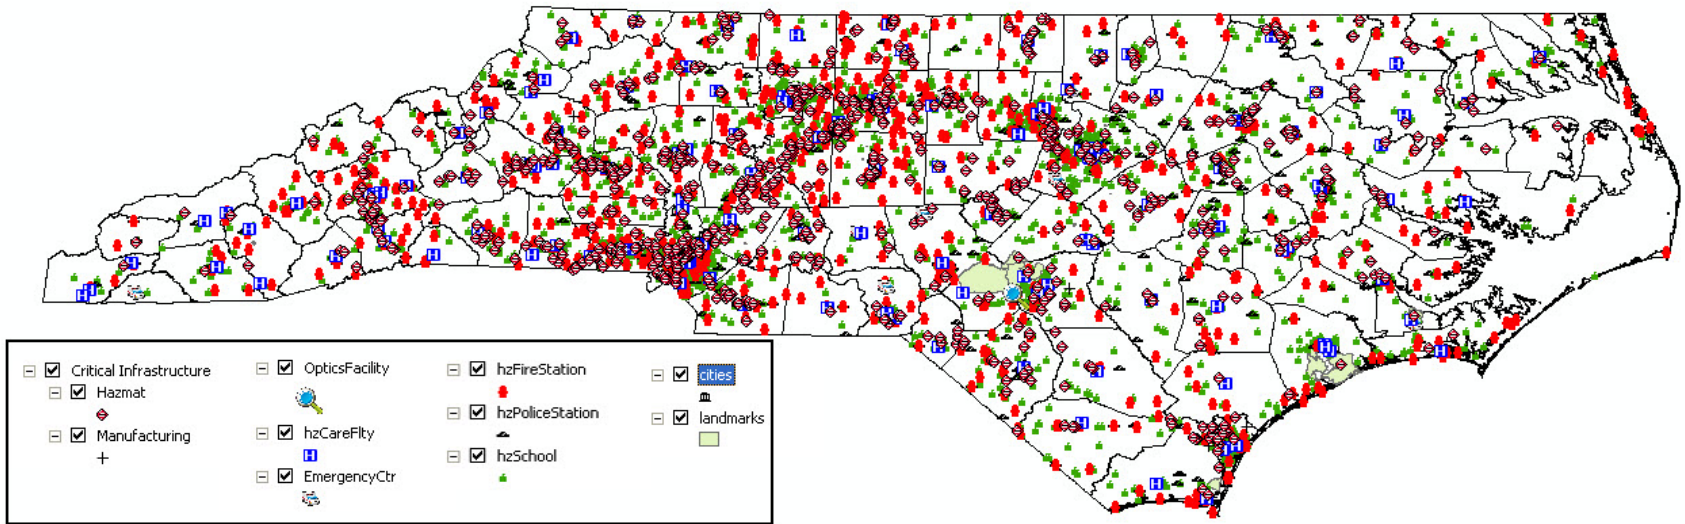 Critical Infrastructure
Hazmat
Manufacturing
OpticsFacility
hzCareFlty
EmergencyCtr
hzFireStation
hzPoliceStation
hzSchool
cities
landmarks